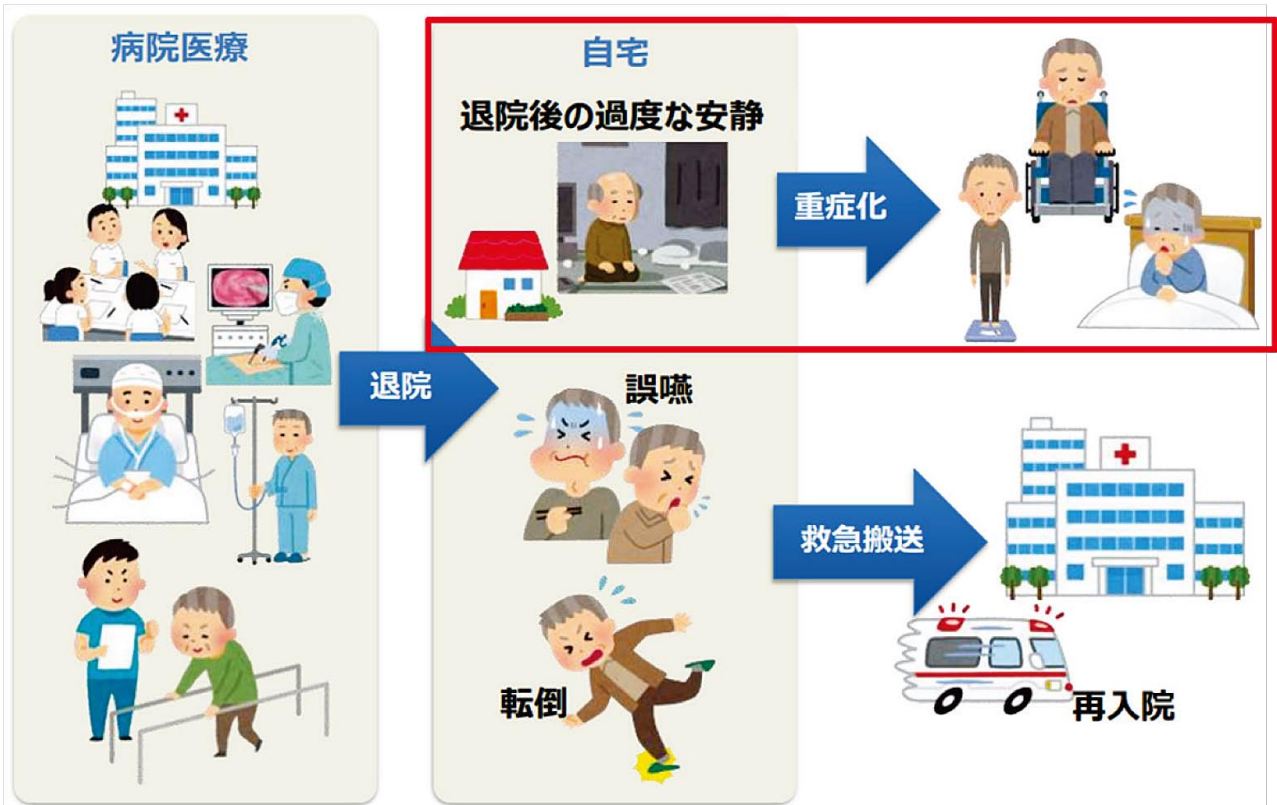 病院医療
退院
自宅
退院後の過度な安静
重症化
誤嚥
転倒
救急搬送
再入院